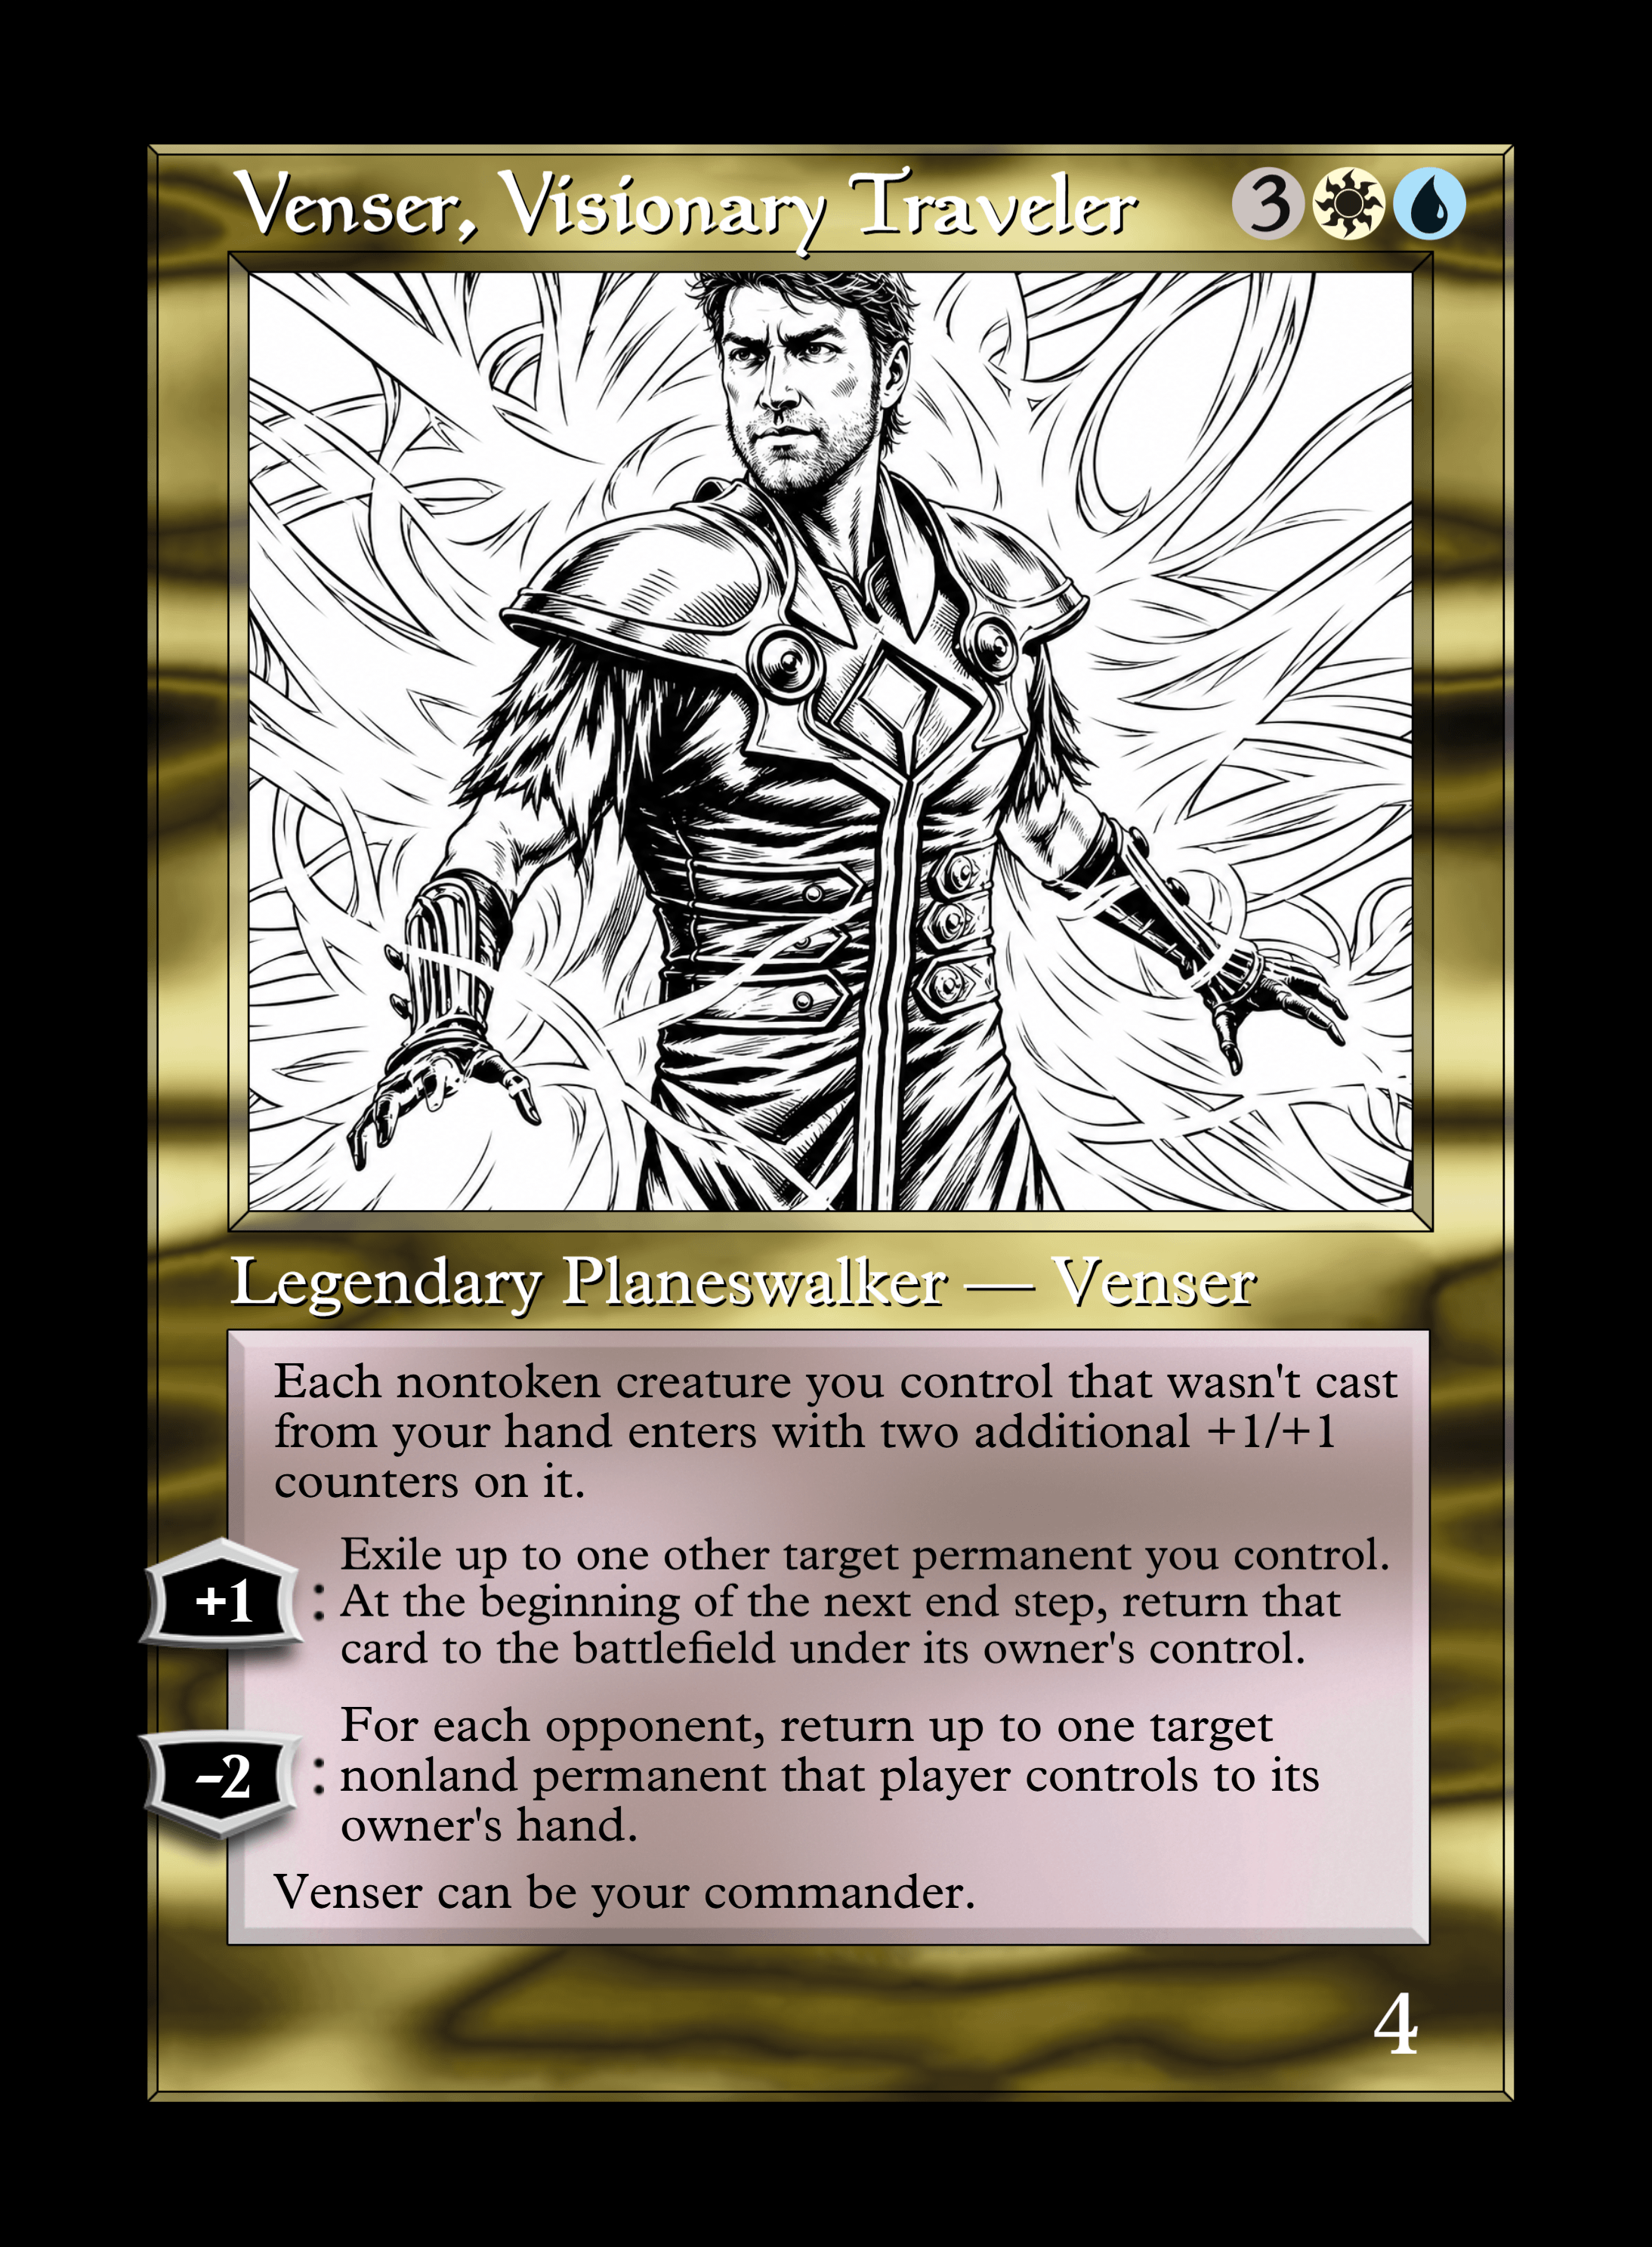 Venser, Visionary Traveler 3
Legendary Planeswalker — Venser
Each nontoken creature you control that wasn't cast
from your hand enters with two additional +1/+1
counters on it.
Exile up to one other target permanent you control.
+1 : At the beginning of the next end step, return that
card to the battlefield under its owner's control.
For each opponent, return up to one target
−2 : nonland permanent that player controls to its
owner's hand.
Venser can be your commander.
4